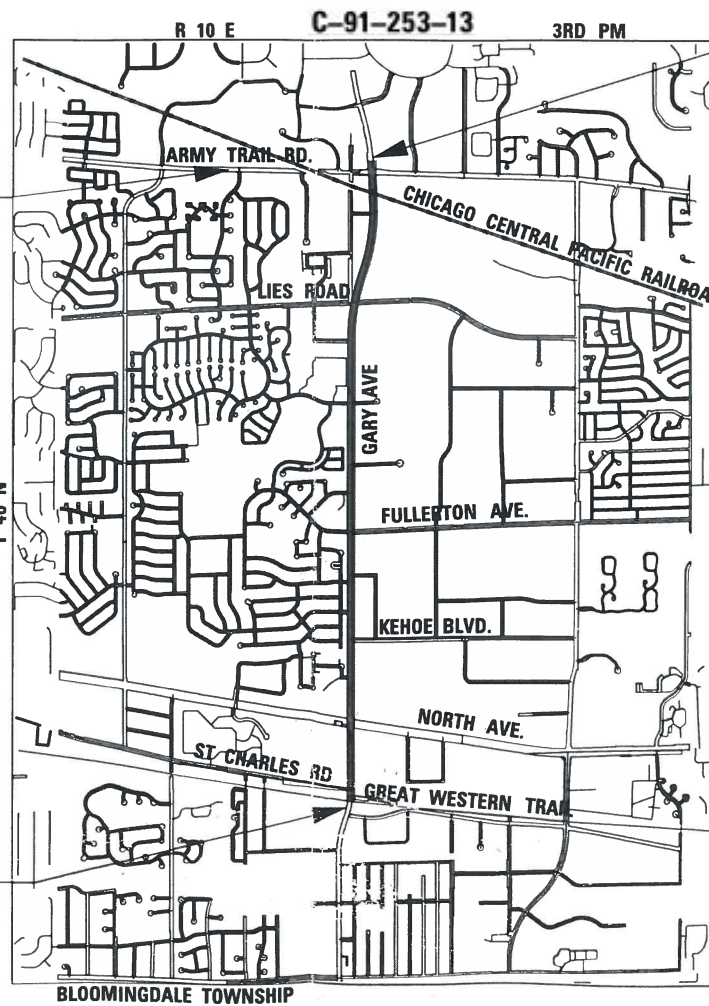 C-91-253-13
R 10 E
3RD PM
ARMY TRAIL RD.
CHICAGO CENTRAL PACIFIC RAILROA
LIES ROAD
GARY AVE
FULLERTON AVE.
KEHOE BLVD.
NORTH AVE.
ST CHARLES RD
GREAT WESTERN TRAIL
BLOOMINGDALE TOWNSHIP